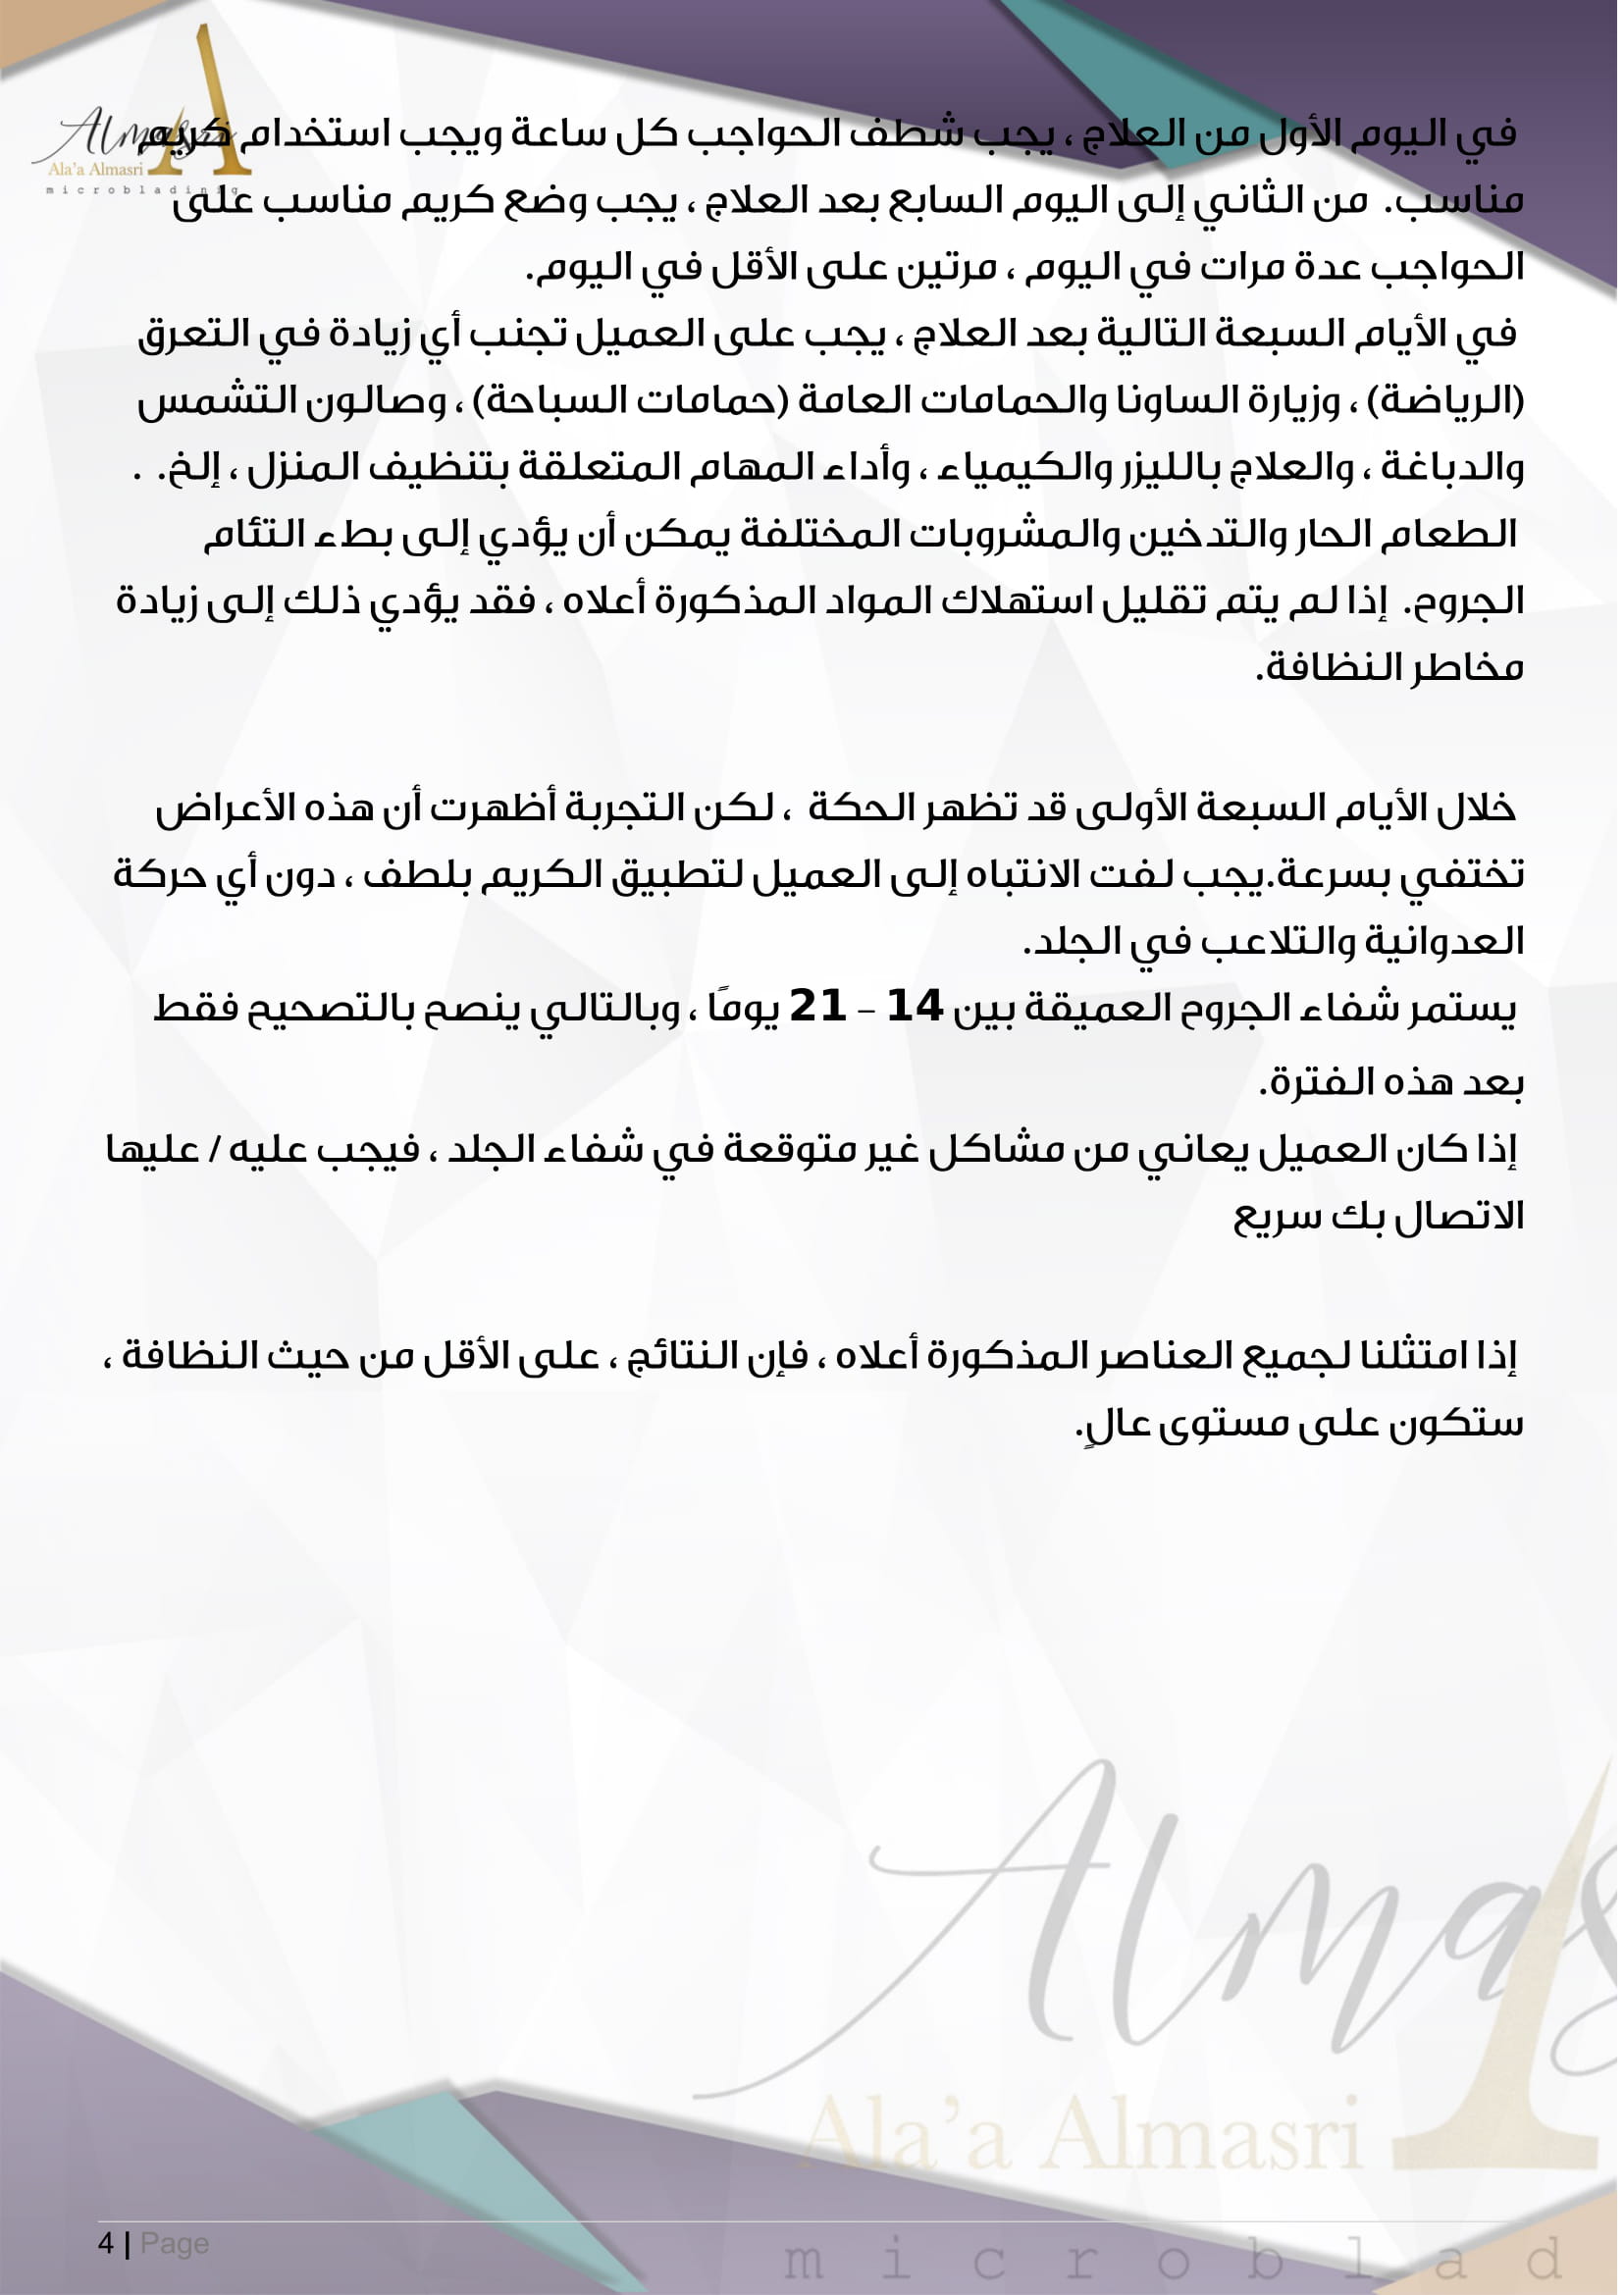 Almasri
Ala'a Almasri
microblading
في اليوم الأول من العلاج ، يجب شطف الحواجب كل ساعة ويجب استخدام كريم
مناسب. من الثاني إلى اليوم السابع بعد العلاج ، يجب وضع كريم مناسب على
الحواجب عدة مرات في اليوم ، مرتين على الأقل في اليوم.
في الأيام السبعة التالية بعد العلاج ، يجب على العميل تجنب أي زيادة في التعرق
(الرياضة) ، وزيارة الساونا والحمامات العامة (حمامات السباحة) ، وصالون التشمس
والدباغة ، والعلاج بالليزر والكيمياء ، وأداء المهام المتعلقة بتنظيف المنزل ، إلخ. .
الطعام الحار والتدخين والمشروبات المختلفة يمكن أن يؤدي إلى بطء التئام
الجروح. إذا لم يتم تقليل استهلاك المواد المذكورة أعلاه ، فقد يؤدي ذلك إلى زيادة
مخاطر النظافة.
خلال الأيام السبعة الأولى قد تظهر الحكة ، لكن التجربة أظهرت أن هذه الأعراض
تختفي بسرعة.يجب لفت الانتباه إلى العميل لتطبيق الكريم بلطف ، دون أي حركة
العدوانية والتلاعب في الجلد.
يستمر شفاء الجروح العميقة بين 14 – 21 يومًا ، وبالتالي ينصح بالتصحيح فقط
بعد هذه الفترة.
إذا كان العميل يعاني من مشاكل غير متوقعة في شفاء الجلد ، فيجب عليه / عليها
الاتصال بك سريع
إذا امتثلنا لجميع العناصر المذكورة أعلاه ، فإن النتائج ، على الأقل من حيث النظافة ،
ستكون على مستوى عالٍ.
Almas
Ala'a Almasri
microblad
4 | Page